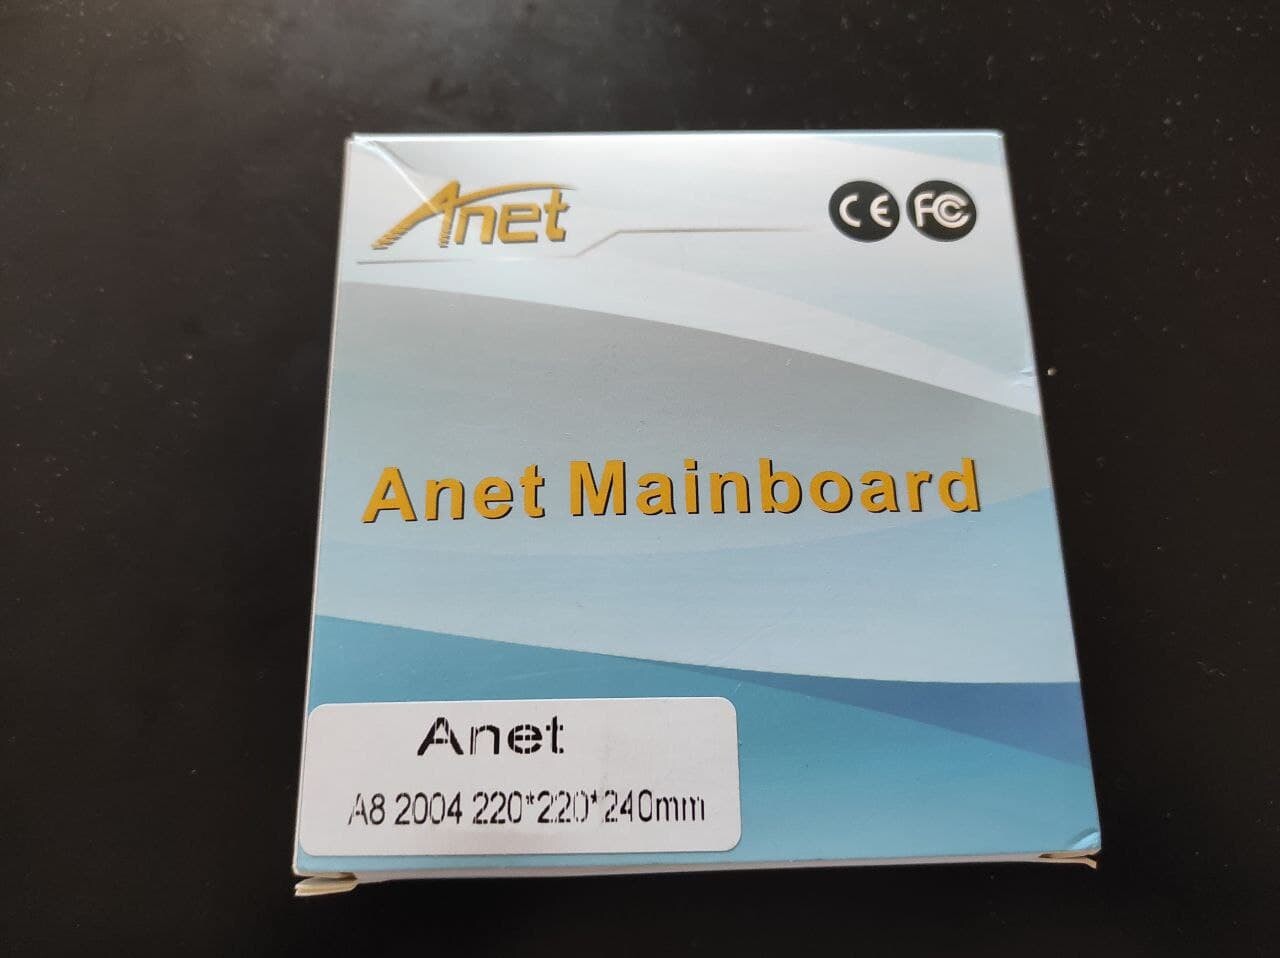 Anet
CE FC
Anet Mainboard
Anet
A8 2004 220*220*240mm